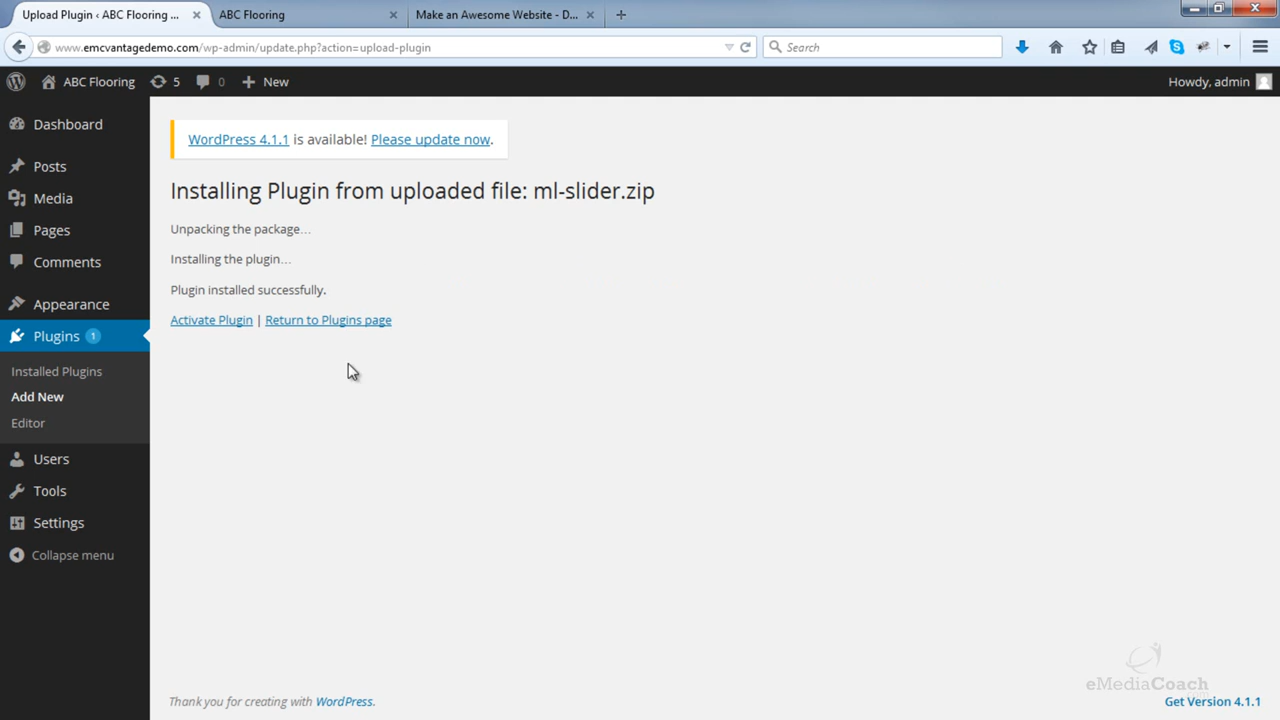 Upload Plugin ‹ ABC Flooring ...
ABC Flooring
Make an Awesome Website - D...
www.emcvantagedemo.com/wp-admin/update.php?action=upload-plugin
Search
ABC Flooring
5
0
New
Howdy, admin
Dashboard
Posts
Media
Pages
Comments
Appearance
Plugins 1
Installed Plugins
Add New
Editor
Users
Tools
Settings
Collapse menu
WordPress 4.1.1 is available! Please update now.
Installing Plugin from uploaded file: ml-slider.zip
Unpacking the package...
Installing the plugin...
Plugin installed successfully.
Activate Plugin | Return to Plugins page
eMediaCoach
Thank you for creating with WordPress.
Get Version 4.1.1